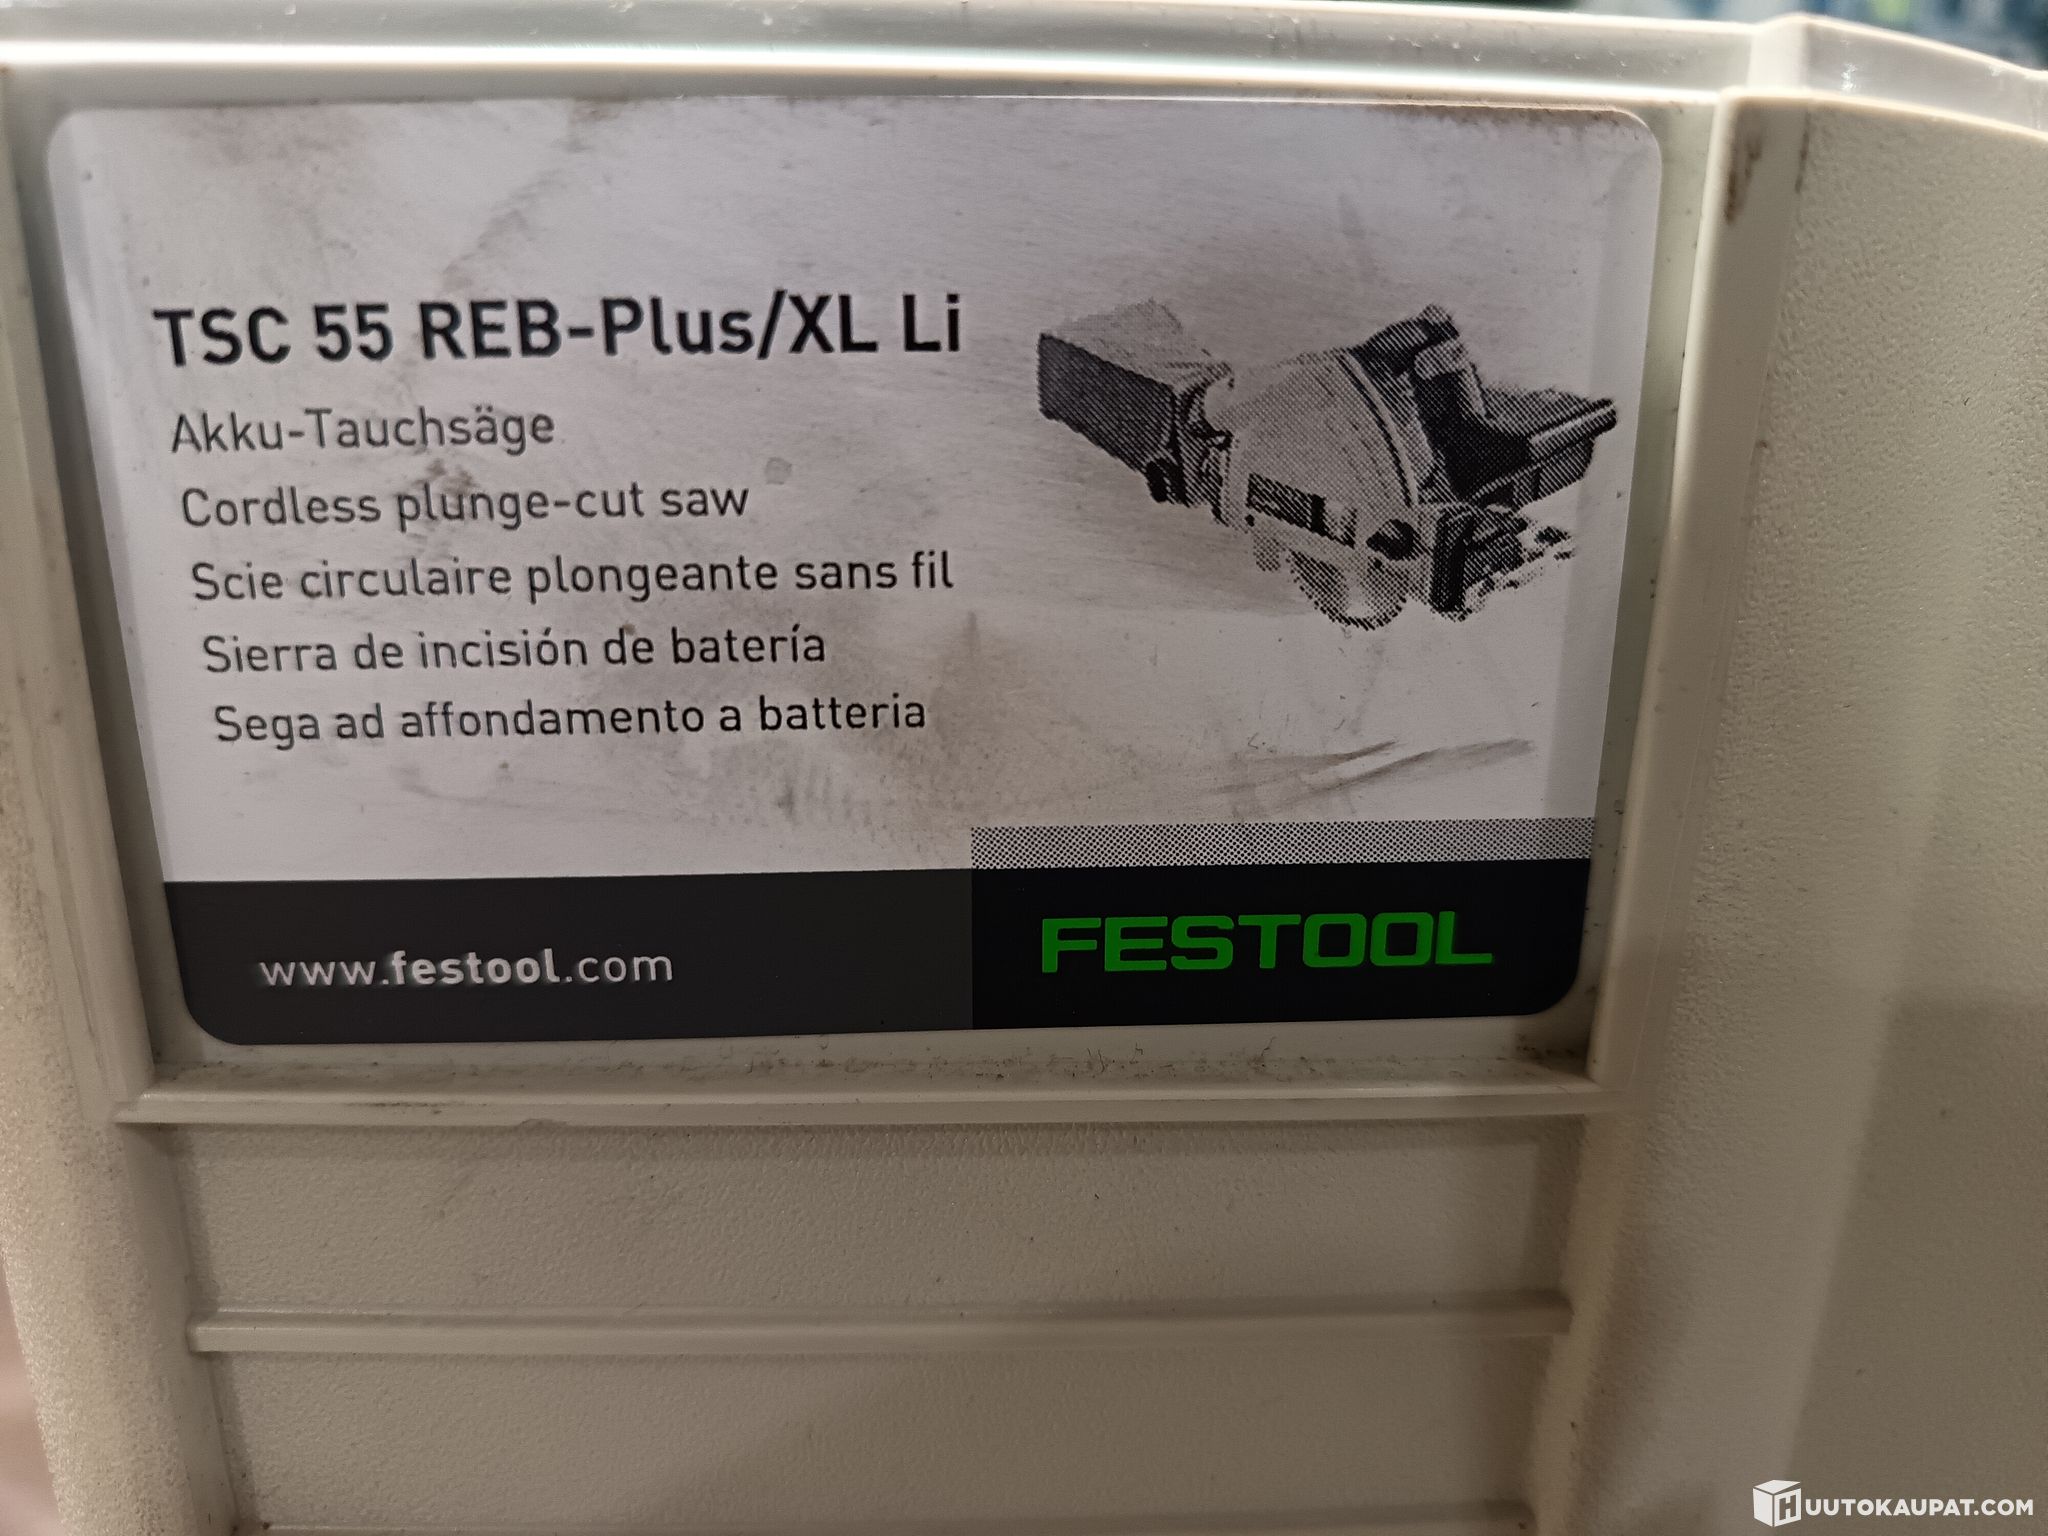 TSC 55 REB-Plus/XL Li
Akku-Tauchsäge
Cordless plunge-cut saw
Scie circulaire plongeante sans fil
Sierra de incisión de batería
Sega ad affondamento a batteria
www.festool.com
FESTOOL
HUUTOKAUPAT.COM